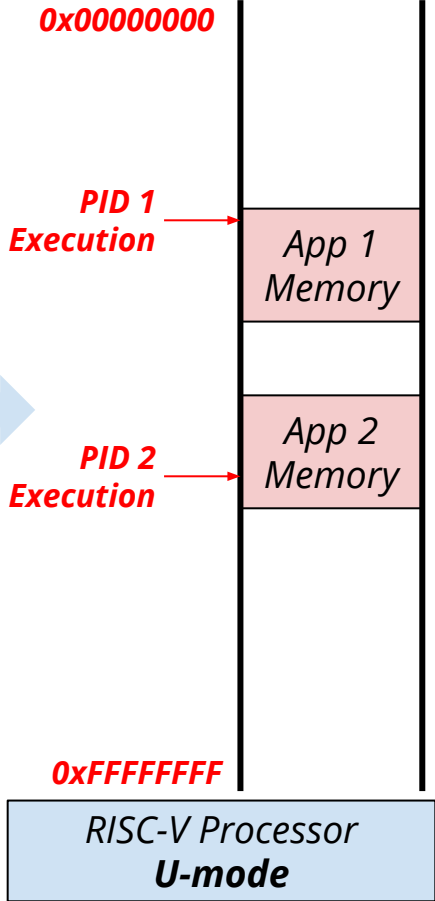 0x00000000
PID 1
Execution
App 1
Memory
App 2
Memory
PID 2
Execution
0xFFFFFFFF
RISC-V Processor
U-mode